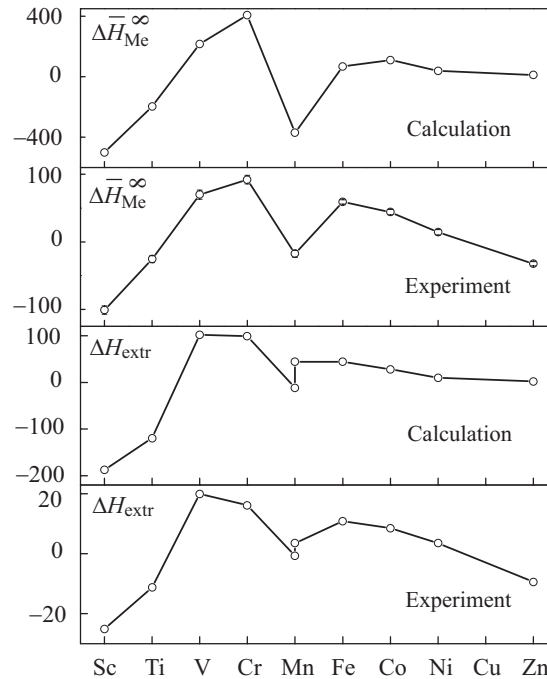 400
ΔH̅Me∞
0
Calculation
−400
100
ΔH̅Me∞
0
Experiment
−100
100
ΔHextr
0
−100
Calculation
−200
20
ΔHextr
0
Experiment
−20
Sc Ti V Cr Mn Fe Co Ni Cu Zn